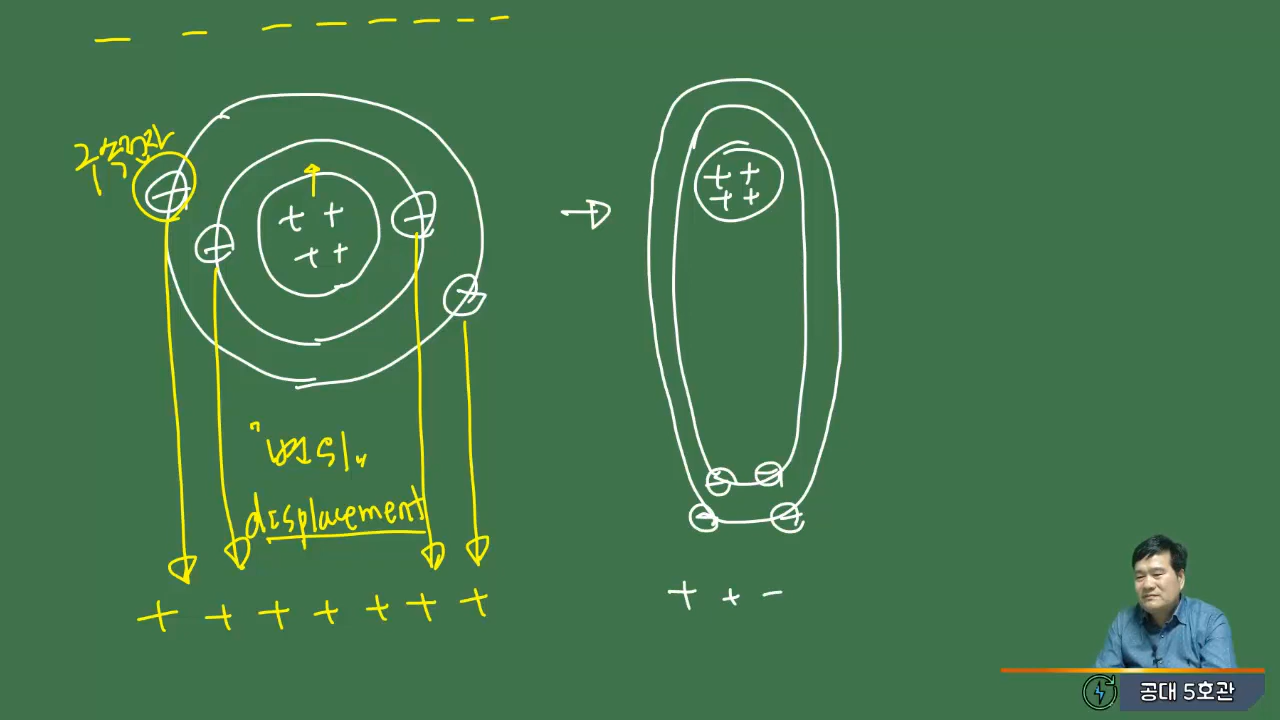 − − − − − − − −
구속전자
− + + −
− + + −
"변위"
displacement
+ + + + + + +
→
+ +
+ +
− −
− −
+ + −
공대 5호관